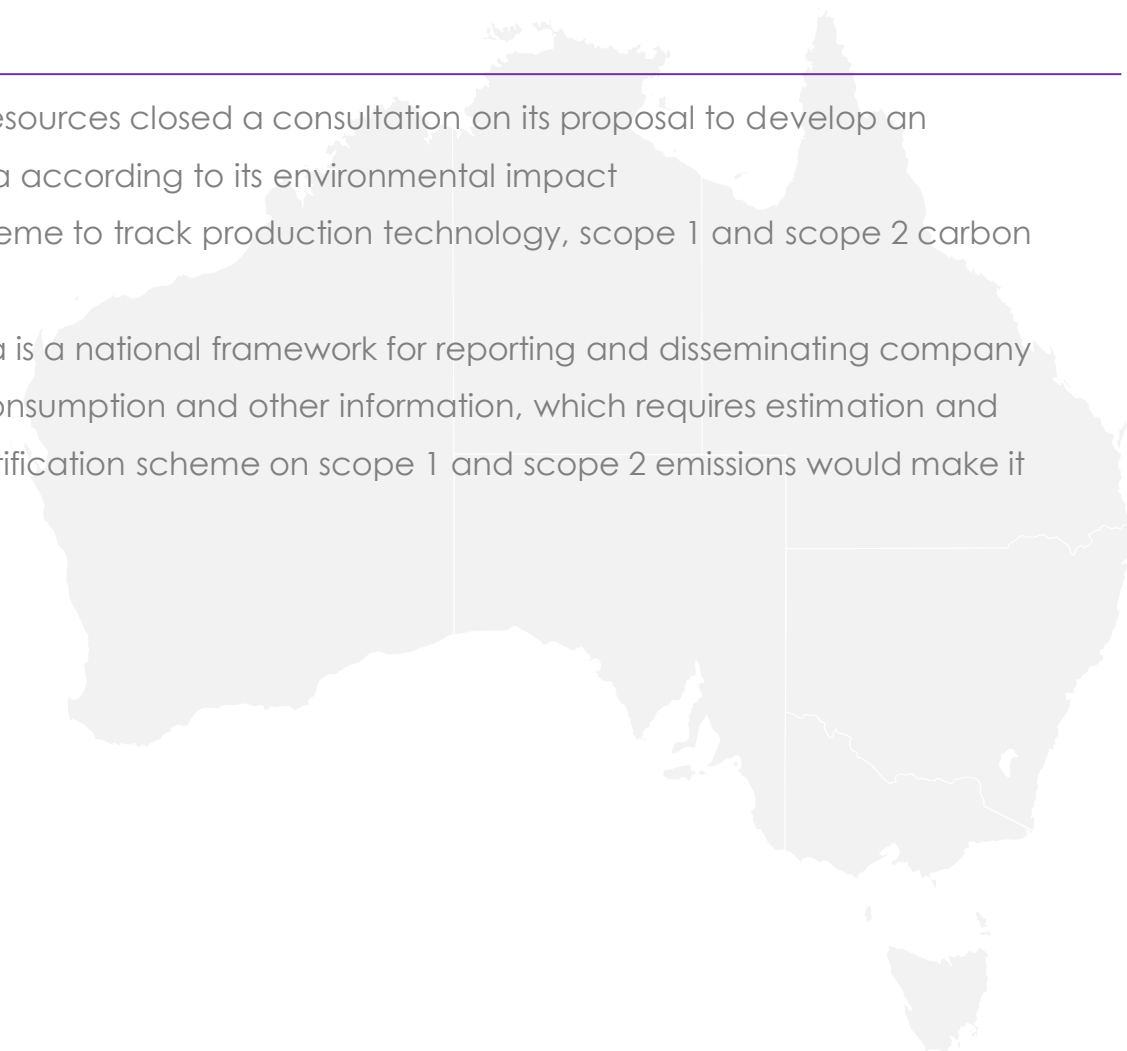 esources closed a consultation on its proposal to develop an
a according to its environmental impact
eme to track production technology, scope 1 and scope 2 carbon
a is a national framework for reporting and disseminating company
onsumption and other information, which requires estimation and
tification scheme on scope 1 and scope 2 emissions would make it